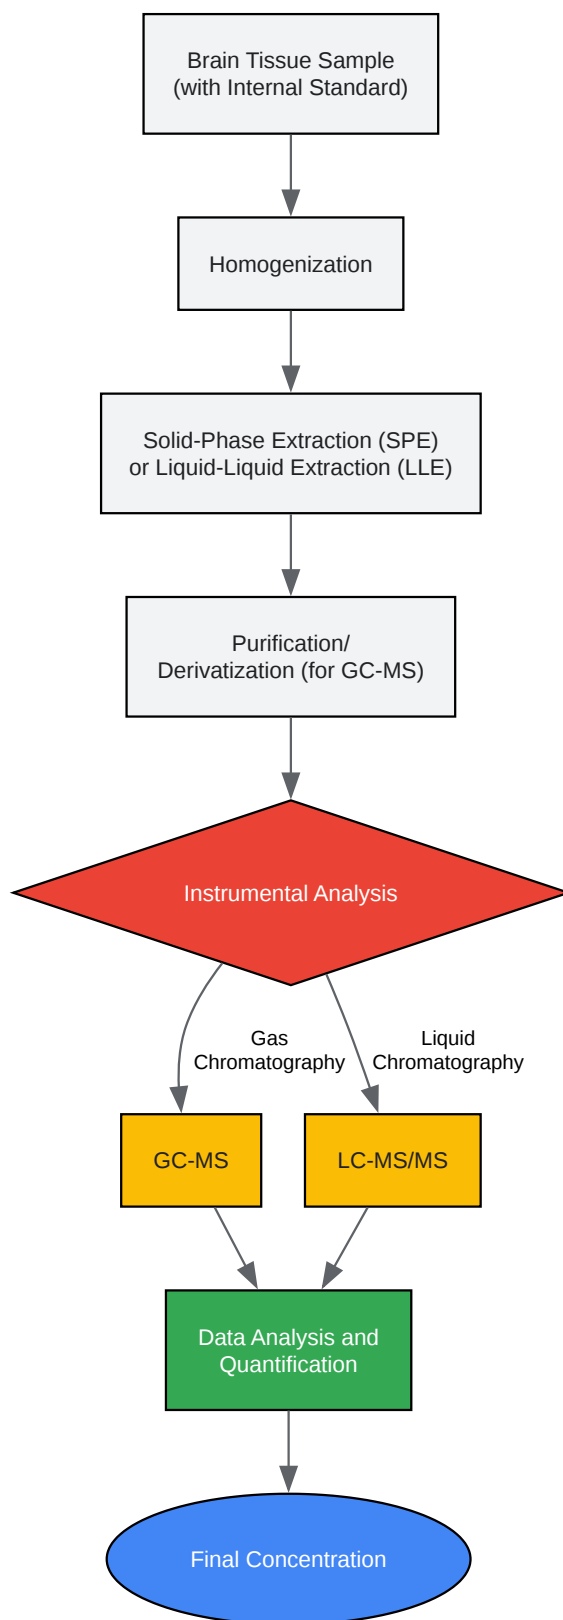 Brain Tissue Sample
(with Internal Standard)
Homogenization
Solid-Phase Extraction (SPE)
or Liquid-Liquid Extraction (LLE)
Purification/
Derivatization (for GC-MS)
Instrumental Analysis
Gas
Chromatography
Liquid
Chromatography
GC-MS
LC-MS/MS
Data Analysis and
Quantification
Final Concentration